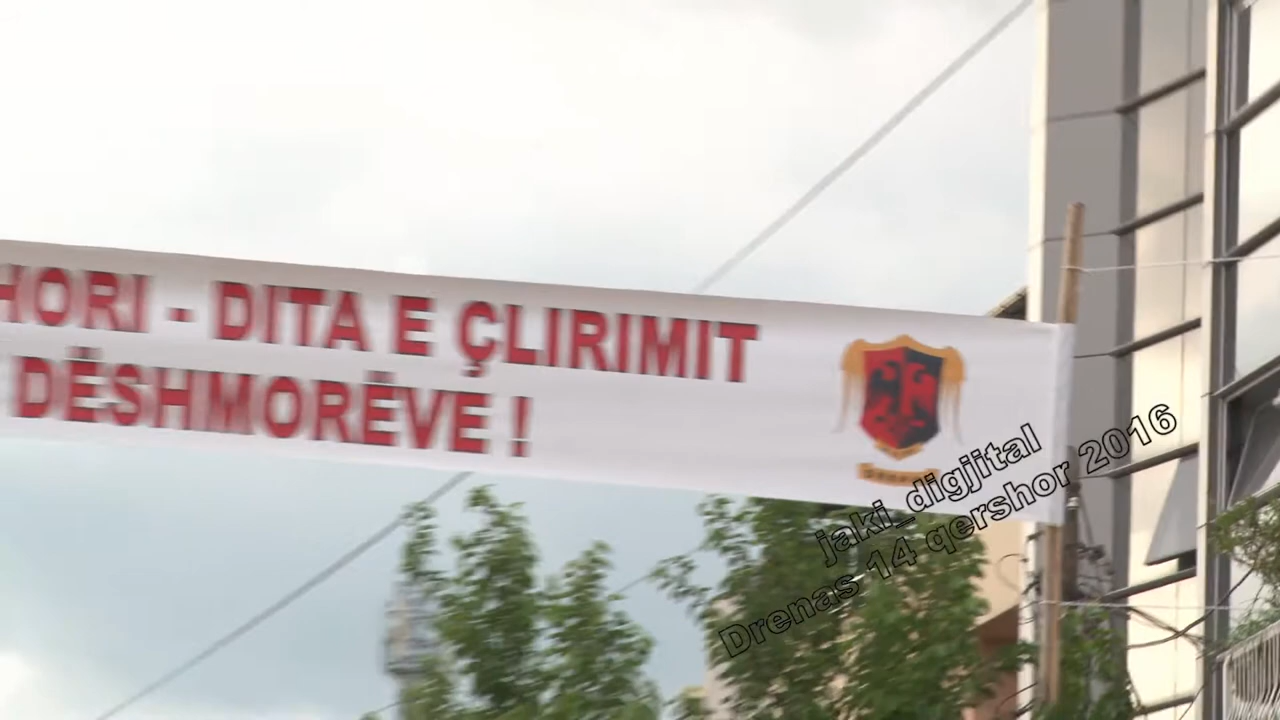 HORI - DITA E ÇLIRIMIT
DËSHMORËVE !
jaki_digjital
Drenas 14 qershor 2016